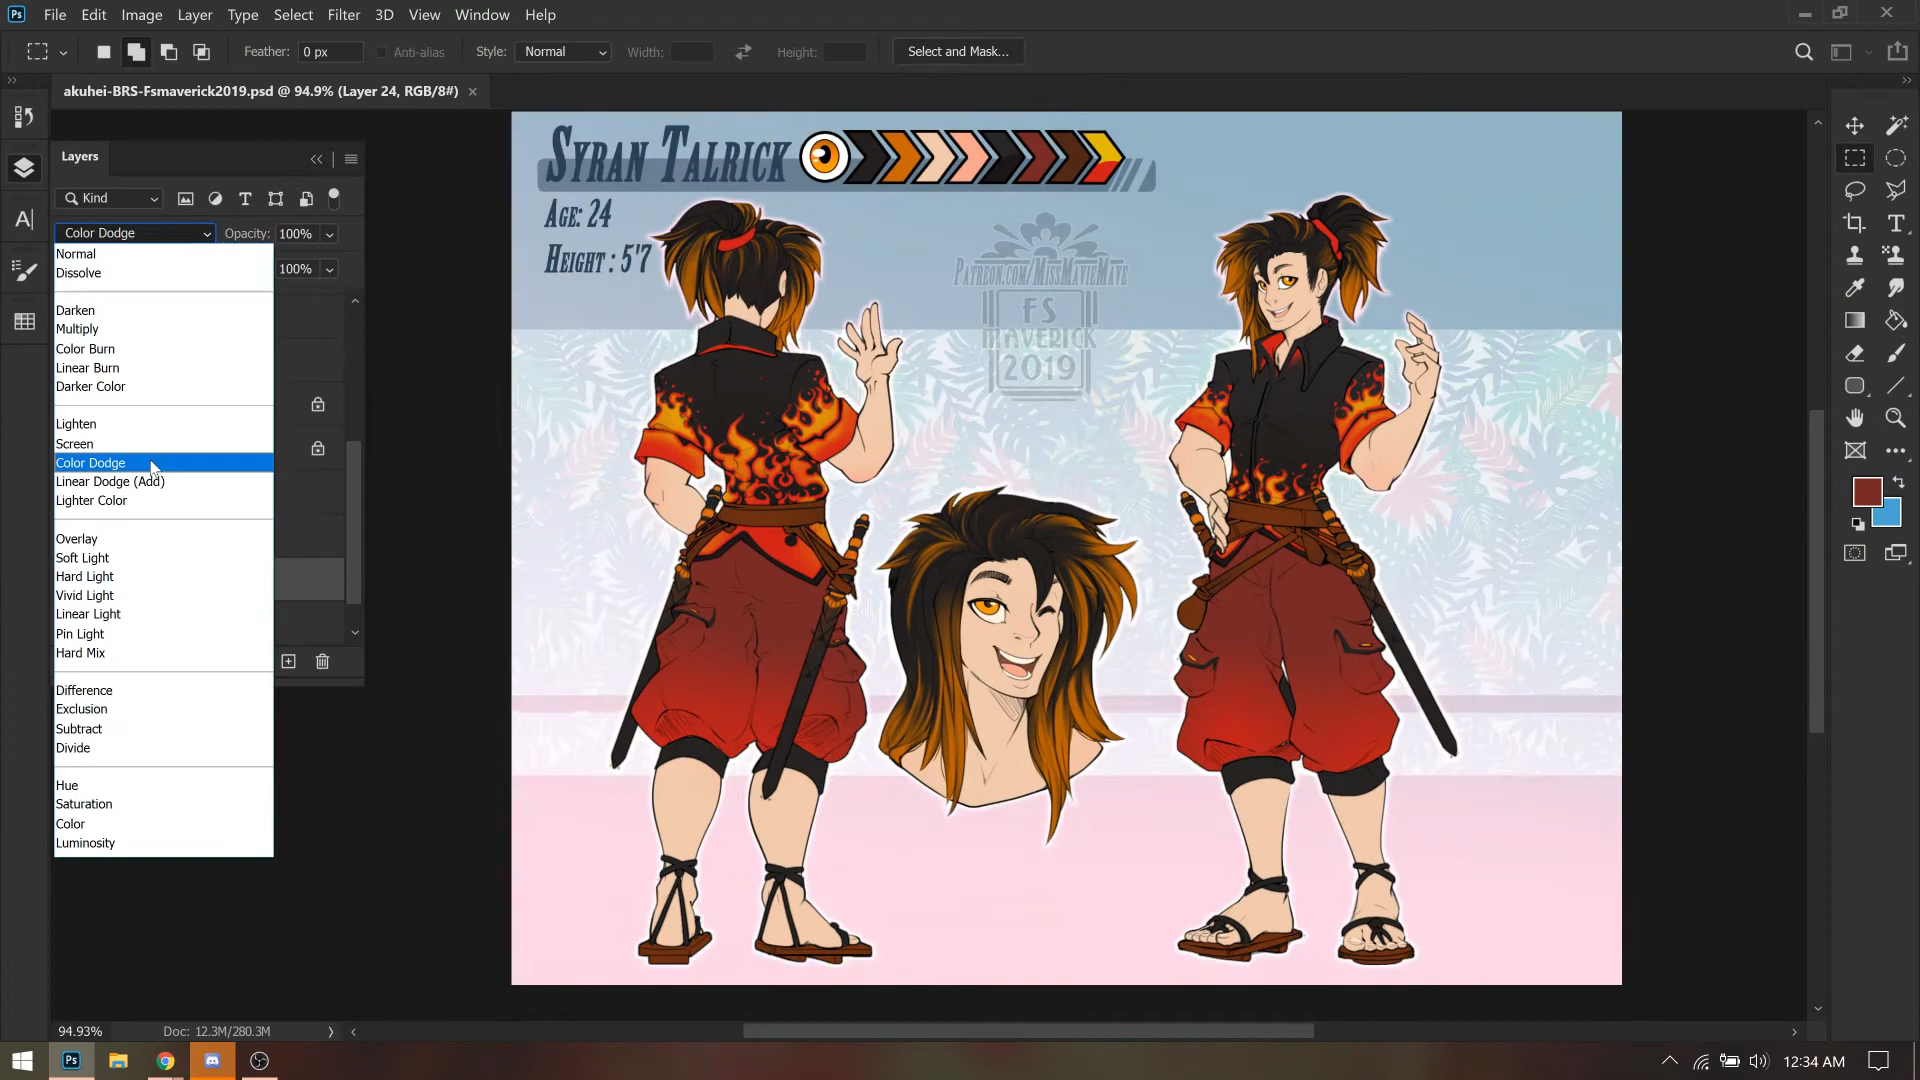 File Edit Image Layer Type Select Filter 3D View Window Help
Feather: 0 px Anti-alias Style: Normal Width: Height: Select and Mask...
akuhei-BRS-Fsmaverick2019.psd @ 94.9% (Layer 24, RGB/8#)
Layers
Kind
Color Dodge Opacity: 100%
100%
Normal
Dissolve
Darken
Multiply
Color Burn
Linear Burn
Darker Color
Lighten
Screen
Color Dodge
Linear Dodge (Add)
Lighter Color
Overlay
Soft Light
Hard Light
Vivid Light
Linear Light
Pin Light
Hard Mix
Difference
Exclusion
Subtract
Divide
Hue
Saturation
Color
Luminosity
Syran Talrick
Age: 24
Height : 5'7
Patreon.com/MissMavieMave
FS
Maverick
2019
94.93% Doc: 12.3M/280.3M
12:34 AM